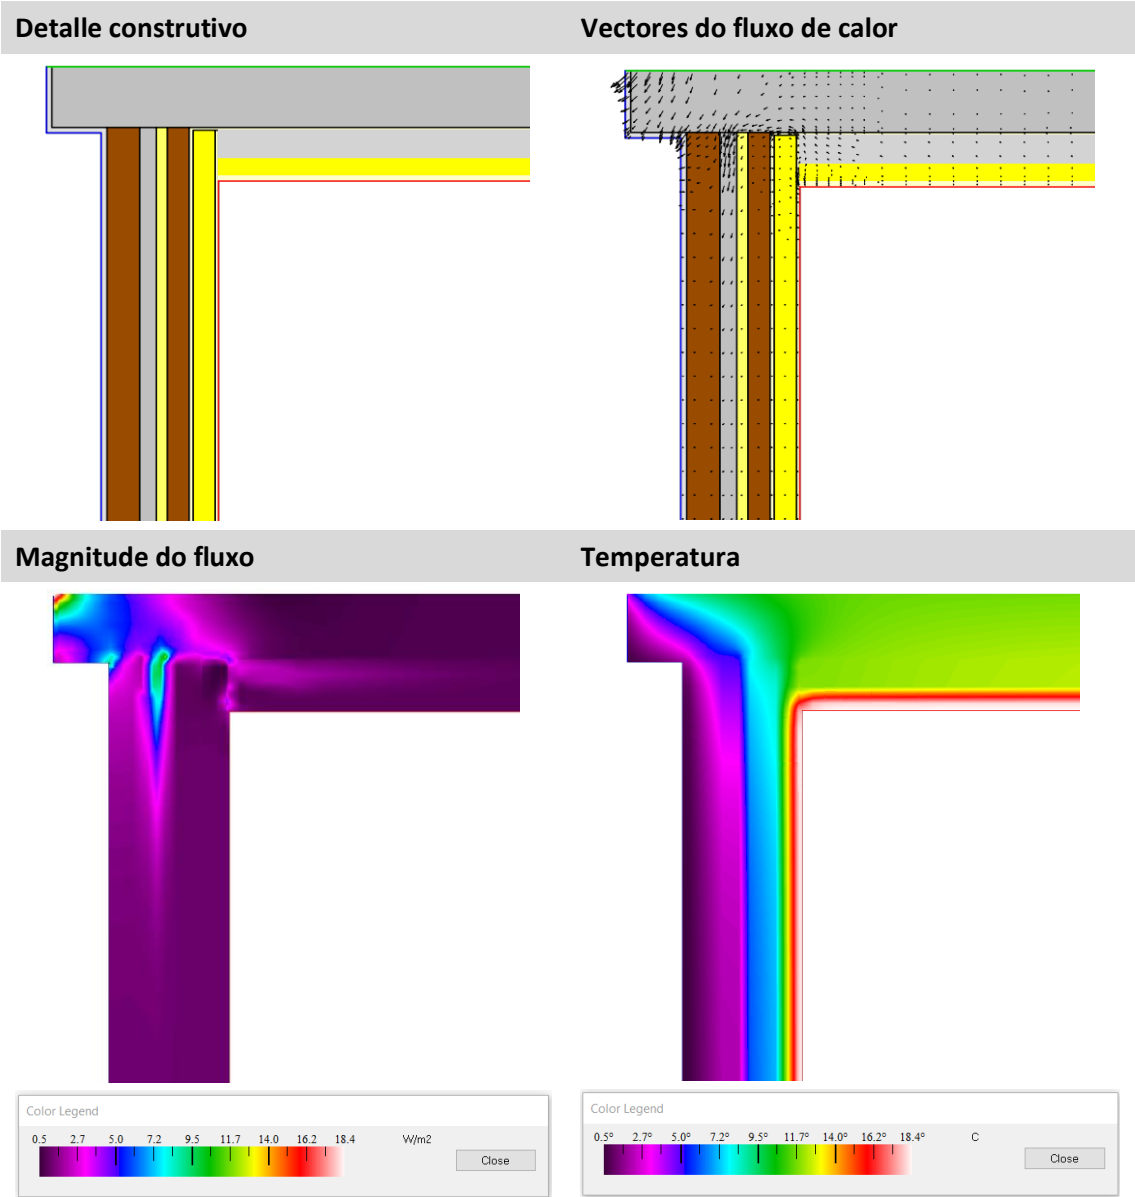 Detalle construtivo
Vectores do fluxo de calor
Magnitude do fluxo
Temperatura
Color Legend
0.5 2.7 5.0 7.2 9.5 11.7 14.0 16.2 18.4 W/m2
Close
Color Legend
0.5° 2.7° 5.0° 7.2° 9.5° 11.7° 14.0° 16.2° 18.4° C
Close